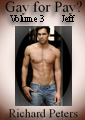 Gay for Pay?
Volume 3 Jeff
Richard Peters